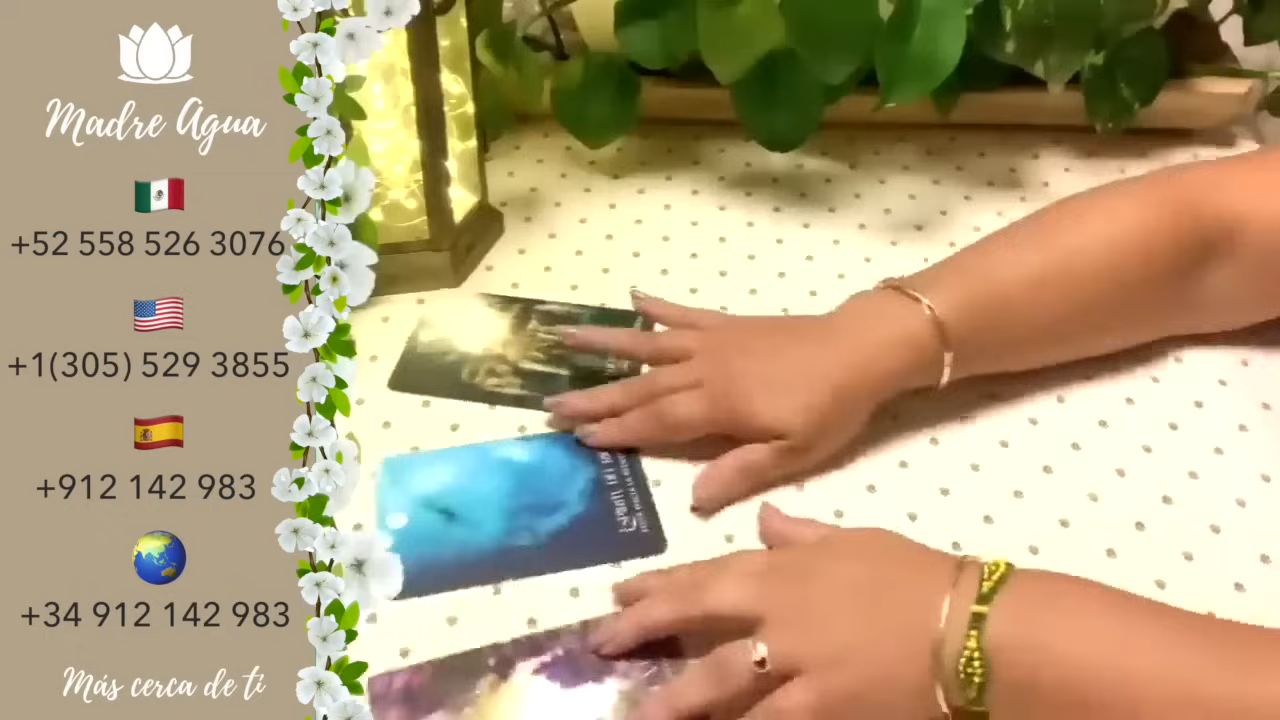 Madre Agua
+52 558 526 3076
+1(305) 529 3855
+912 142 983
+34 912 142 983
Más cerca de ti